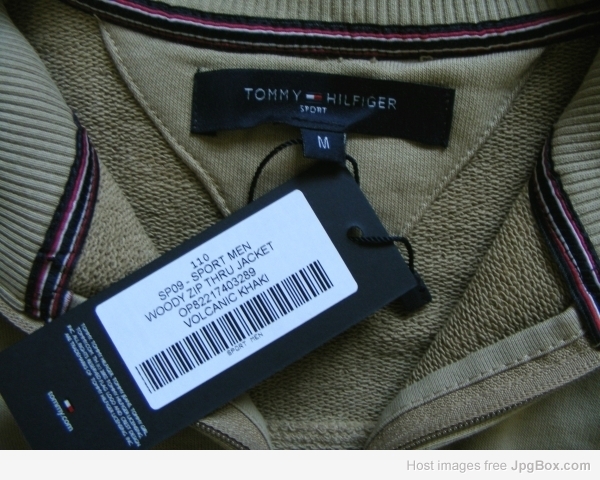 TOMMY HILFIGER
SPORT
M
110
SP09 - SPORT MEN
WOODY ZIP THRU JACKET
OP82217403289
VOLCANIC KHAKI
SPORT MEN
tommy.com
Host images free JpgBox.com